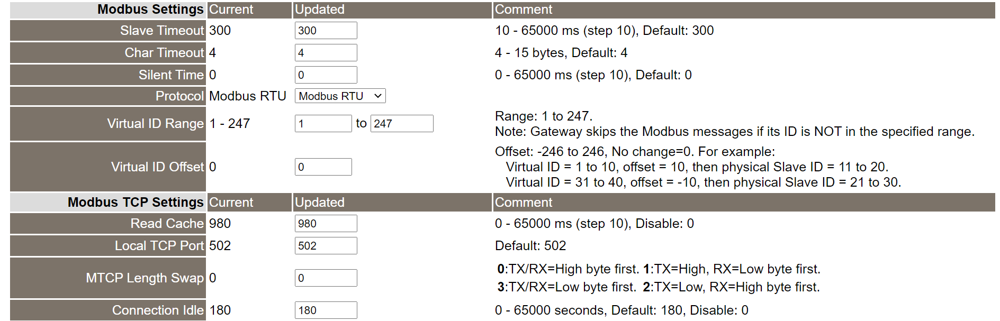 Modbus Settings Current Updated Comment
Slave Timeout 300 300 10 - 65000 ms (step 10), Default: 300
Char Timeout 4 4 4 - 15 bytes, Default: 4
Silent Time 0 0 0 - 65000 ms (step 10), Default: 0
Protocol Modbus RTU Modbus RTU
Virtual ID Range 1 - 247 1 to 247 Range: 1 to 247.
Note: Gateway skips the Modbus messages if its ID is NOT in the specified range.
Virtual ID Offset 0 0 Offset: -246 to 246, No change=0. For example:
Virtual ID = 1 to 10, offset = 10, then physical Slave ID = 11 to 20.
Virtual ID = 31 to 40, offset = -10, then physical Slave ID = 21 to 30.
Modbus TCP Settings Current Updated Comment
Read Cache 980 980 0 - 65000 ms (step 10), Disable: 0
Local TCP Port 502 502 Default: 502
MTCP Length Swap 0 0 0:TX/RX=High byte first. 1:TX=High, RX=Low byte first.
3:TX/RX=Low byte first. 2:TX=Low, RX=High byte first.
Connection Idle 180 180 0 - 65000 seconds, Default: 180, Disable: 0